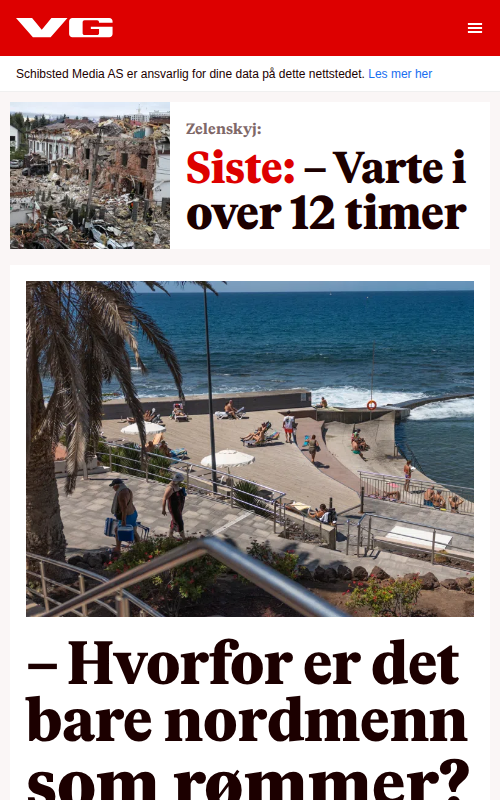 VG
Schibsted Media AS er ansvarlig for dine data på dette nettstedet. Les mer her
Zelenskyj:
Siste: – Varte i
over 12 timer
– Hvorfor er det
bare nordmenn
som rømmer?